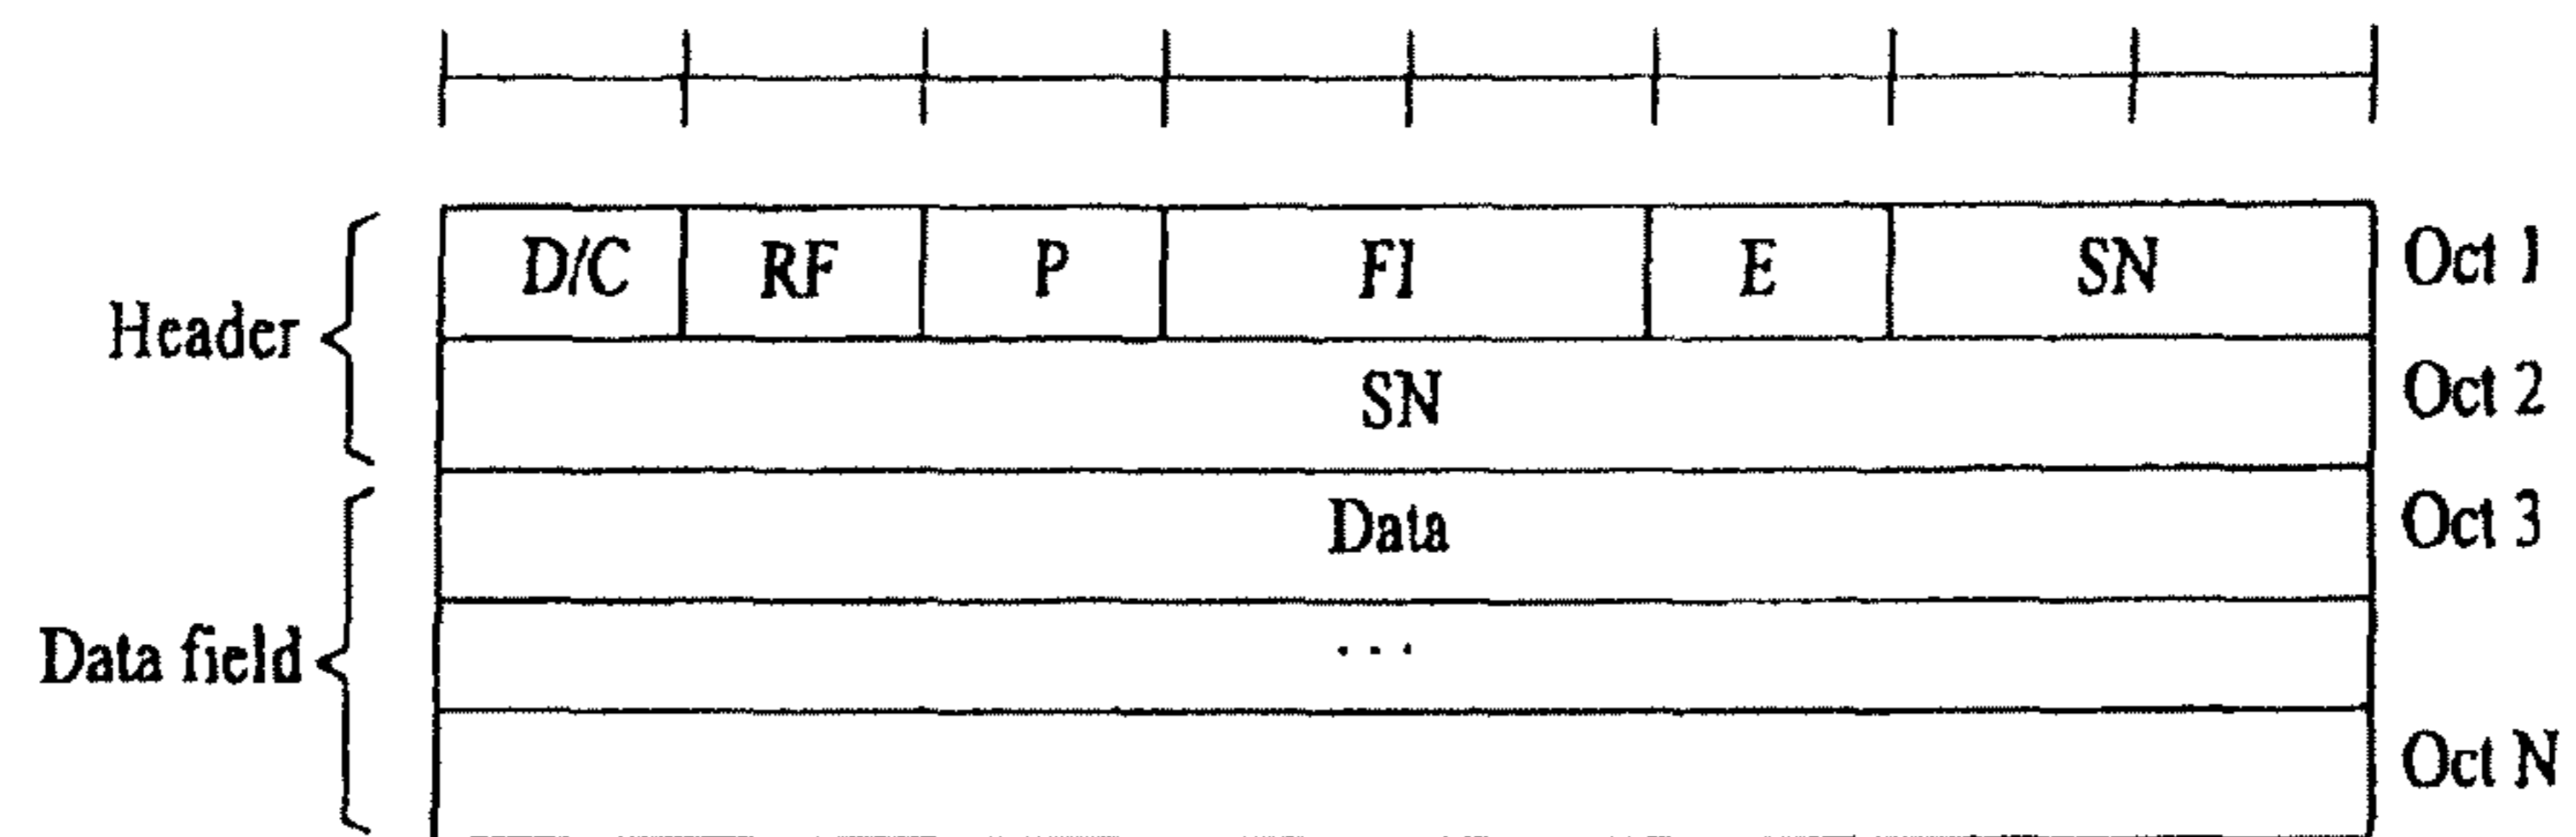 D/C RF P FI E SN Oct 1
Header
SN Oct 2
Data Oct 3
Data field
...
Oct N